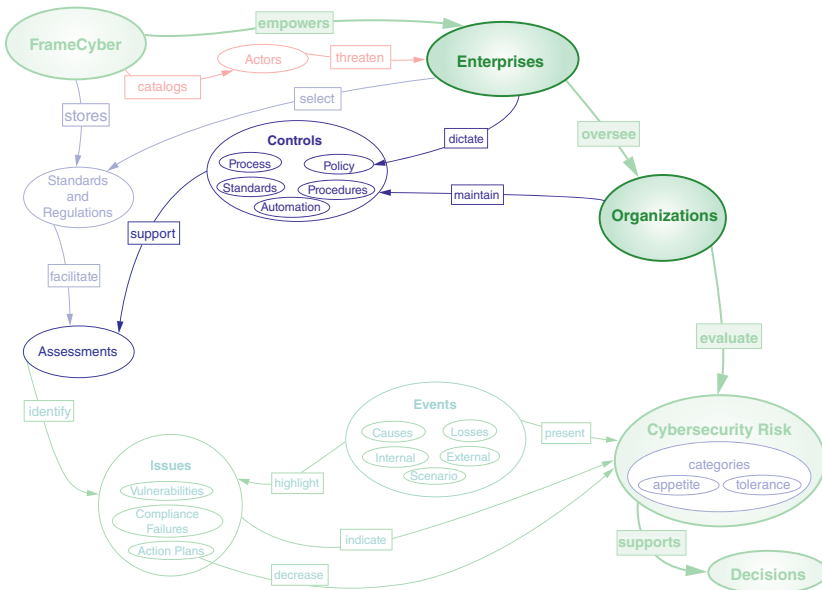 empowers
FrameCyber
Actors
threaten
Enterprises
catalogs
select
stores
oversee
Controls
dictate
Process
Policy
Standards
Procedures
Automation
maintain
Standards
and
Regulations
Organizations
support
facilitate
evaluate
Assessments
identify
Events
Causes
Losses
Internal
External
Scenario
present
Cybersecurity Risk
categories
appetite
tolerance
Issues
Vulnerabilities
Compliance
Failures
Action Plans
highlight
indicate
supports
decrease
Decisions